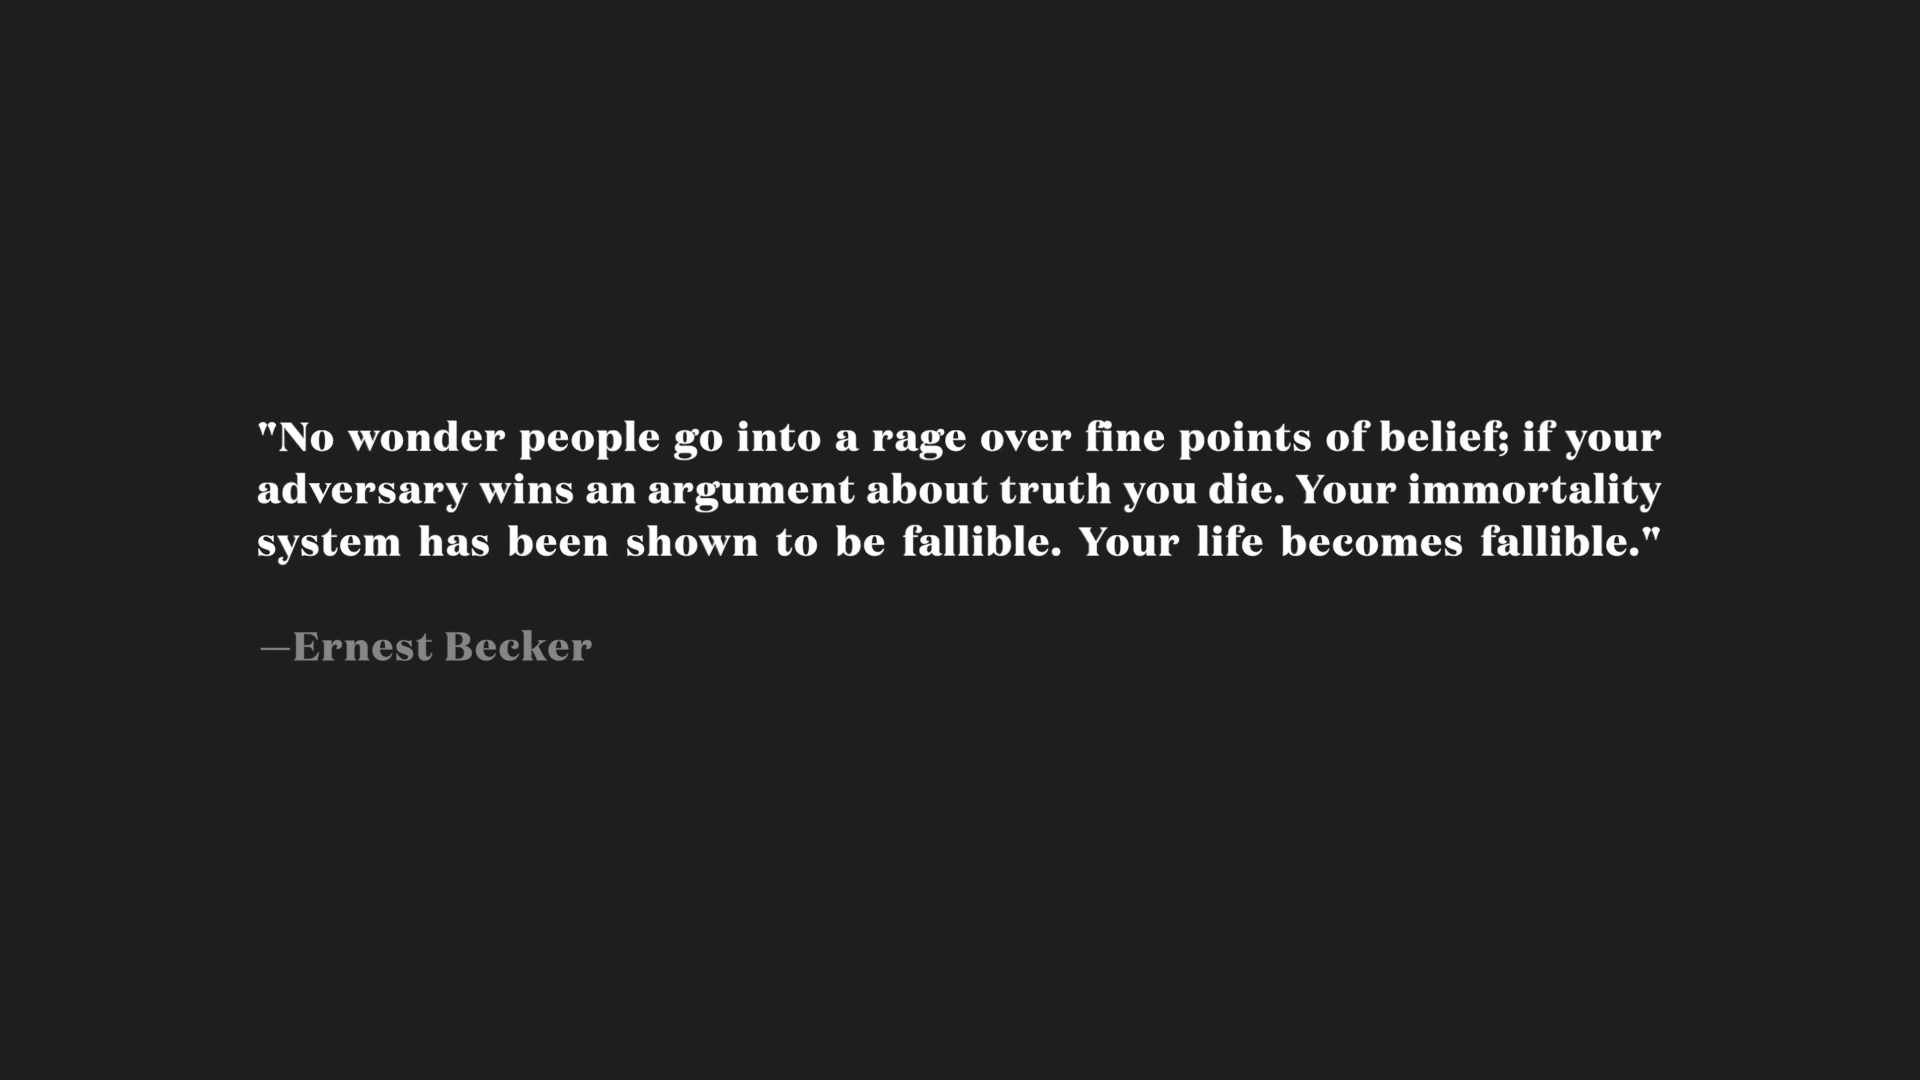 "No wonder people go into a rage over fine points of belief; if your
adversary wins an argument about truth you die. Your immortality
system has been shown to be fallible. Your life becomes fallible."
—Ernest Becker